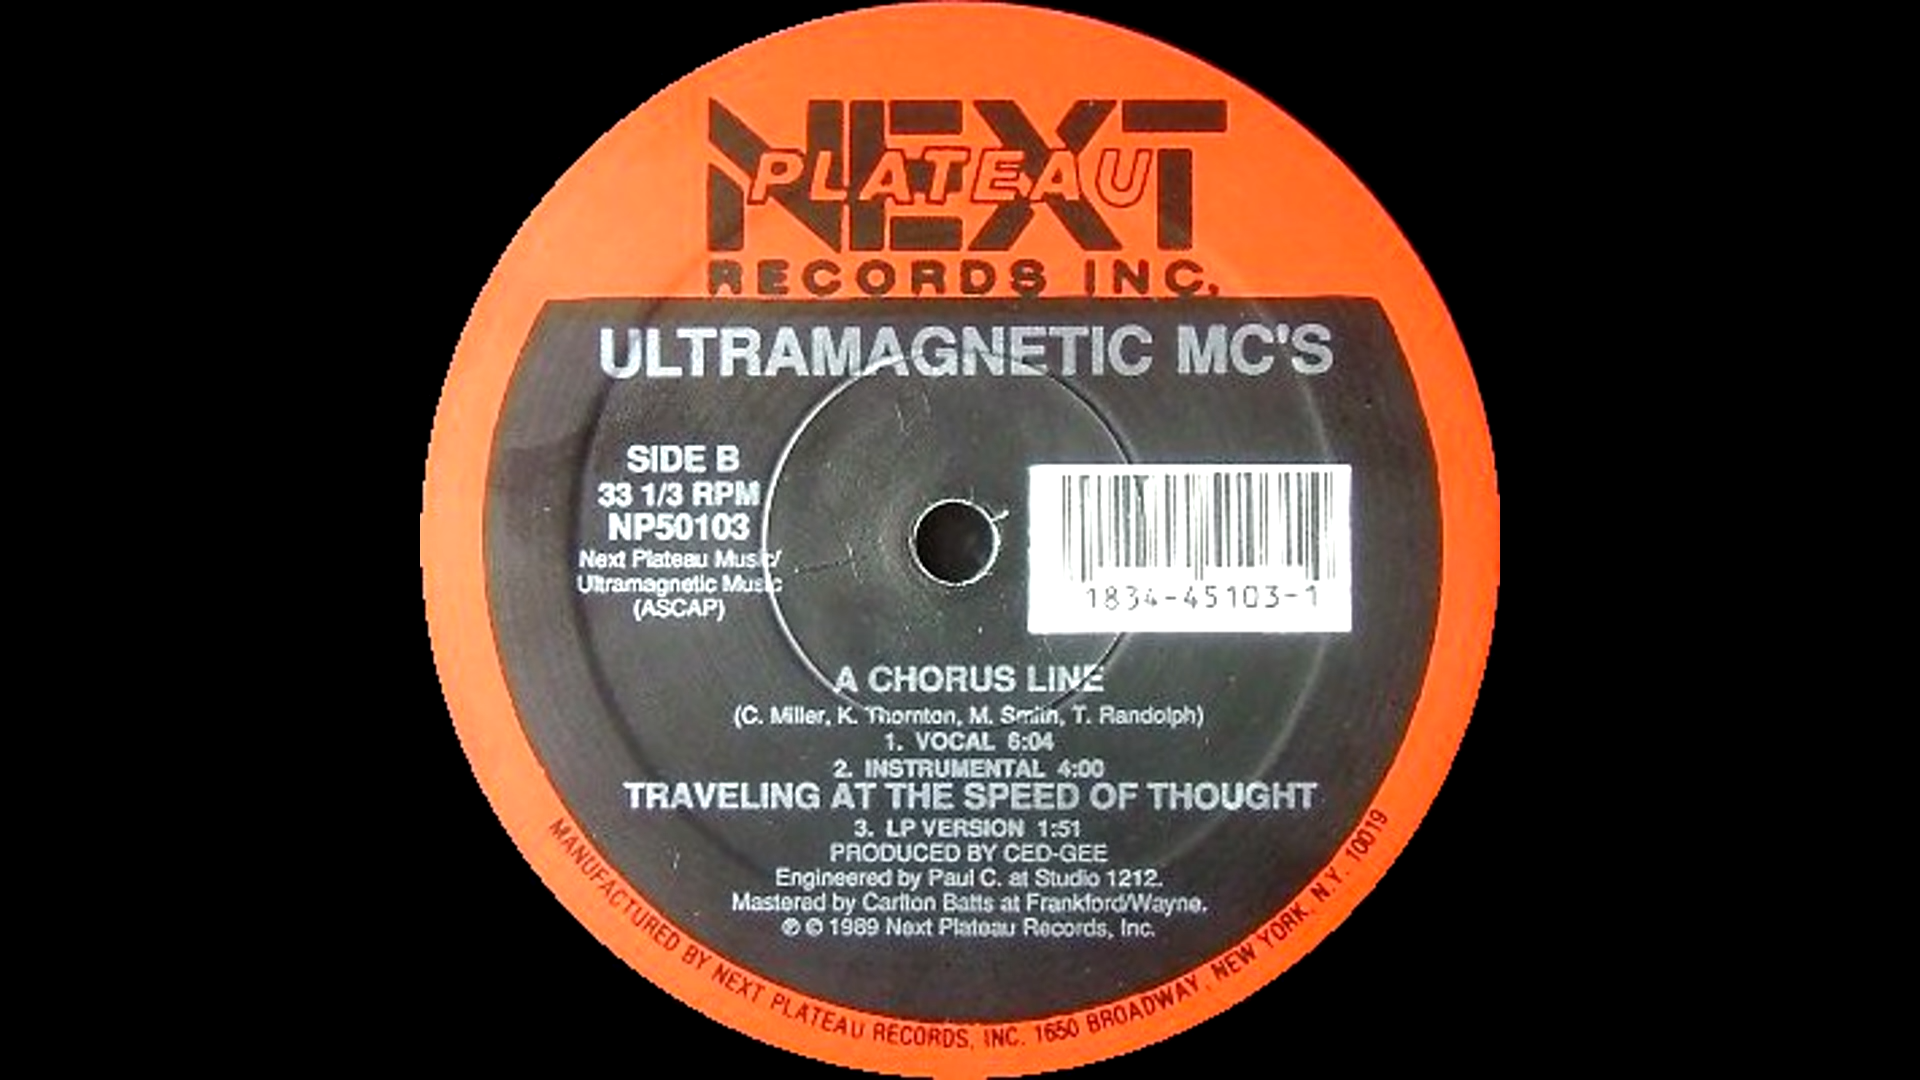 NEXT
PLATEAU
RECORDS INC.
ULTRAMAGNETIC MC'S
SIDE B
33 1/3 RPM
NP50103
Next Plateau Music/
Ultramagnetic Music
(ASCAP)
1834-45103-1
A CHORUS LINE
(C. Miller, K. Thornton, M. Smith, T. Randolph)
1. VOCAL 6:04
2. INSTRUMENTAL 4:00
TRAVELING AT THE SPEED OF THOUGHT
3. LP VERSION 1:51
PRODUCED BY CED-GEE
Engineered by Paul C. at Studio 1212.
Mastered by Carlton Batts at Frankford/Wayne.
℗ © 1989 Next Plateau Records, Inc.
MANUFACTURED BY NEXT PLATEAU RECORDS, INC. 1650 BROADWAY, NEW YORK, N.Y. 10019